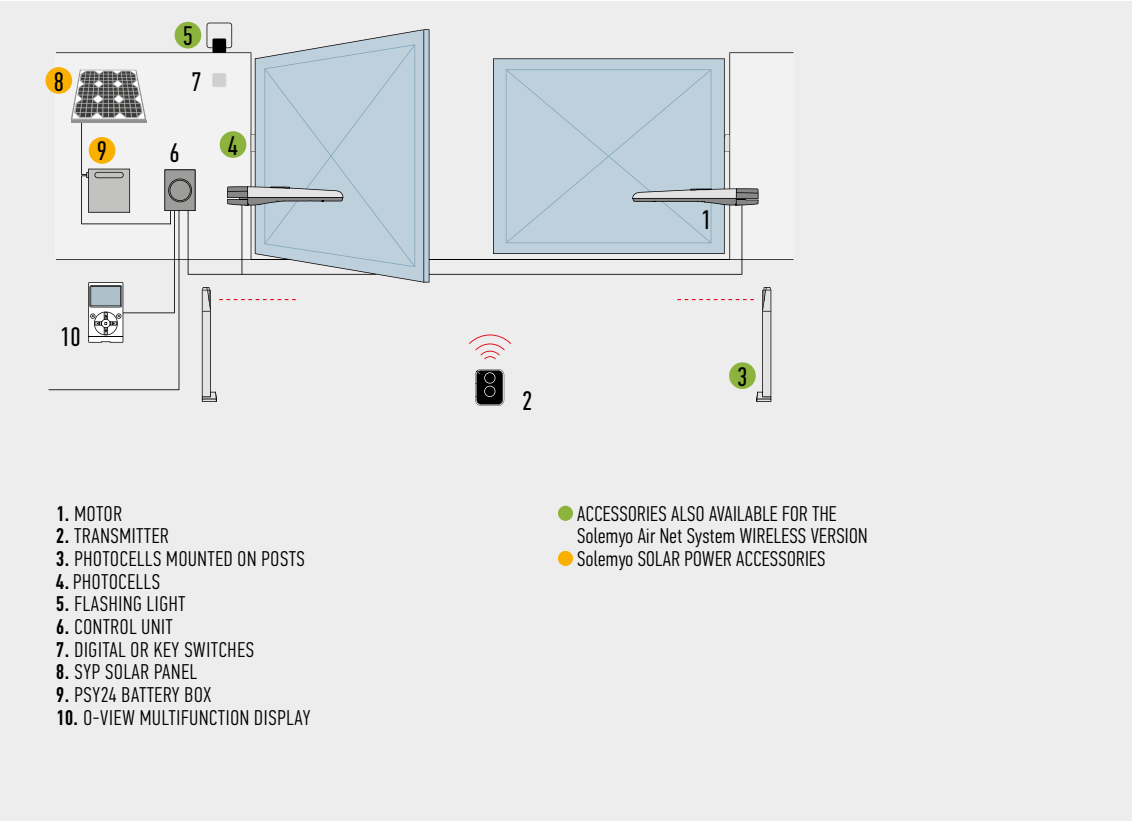 5
8
7
9
6
4
1
10
3
2
1. MOTOR
2. TRANSMITTER
3. PHOTOCELLS MOUNTED ON POSTS
4. PHOTOCELLS
5. FLASHING LIGHT
6. CONTROL UNIT
7. DIGITAL OR KEY SWITCHES
8. SYP SOLAR PANEL
9. PSY24 BATTERY BOX
10. O-VIEW MULTIFUNCTION DISPLAY
ACCESSORIES ALSO AVAILABLE FOR THE
Solemyo Air Net System WIRELESS VERSION
Solemyo SOLAR POWER ACCESSORIES